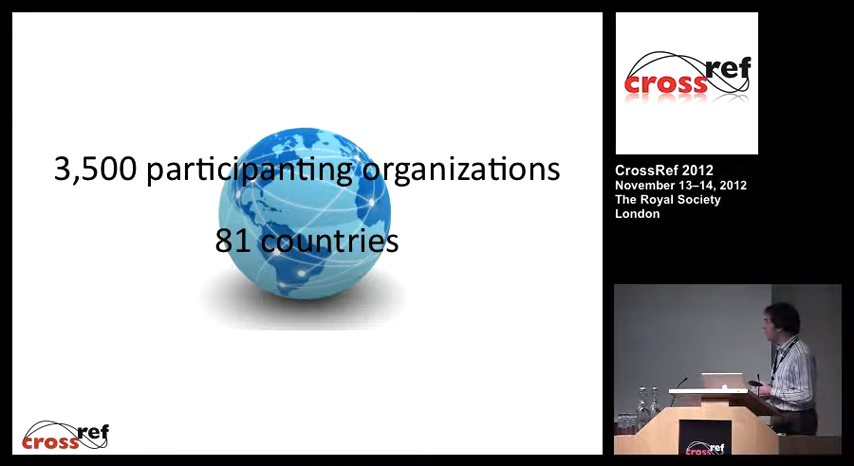 3,500 participanting organizations
81 countries
crossref
crossref
CrossRef 2012
November 13–14, 2012
The Royal Society
London
crossref